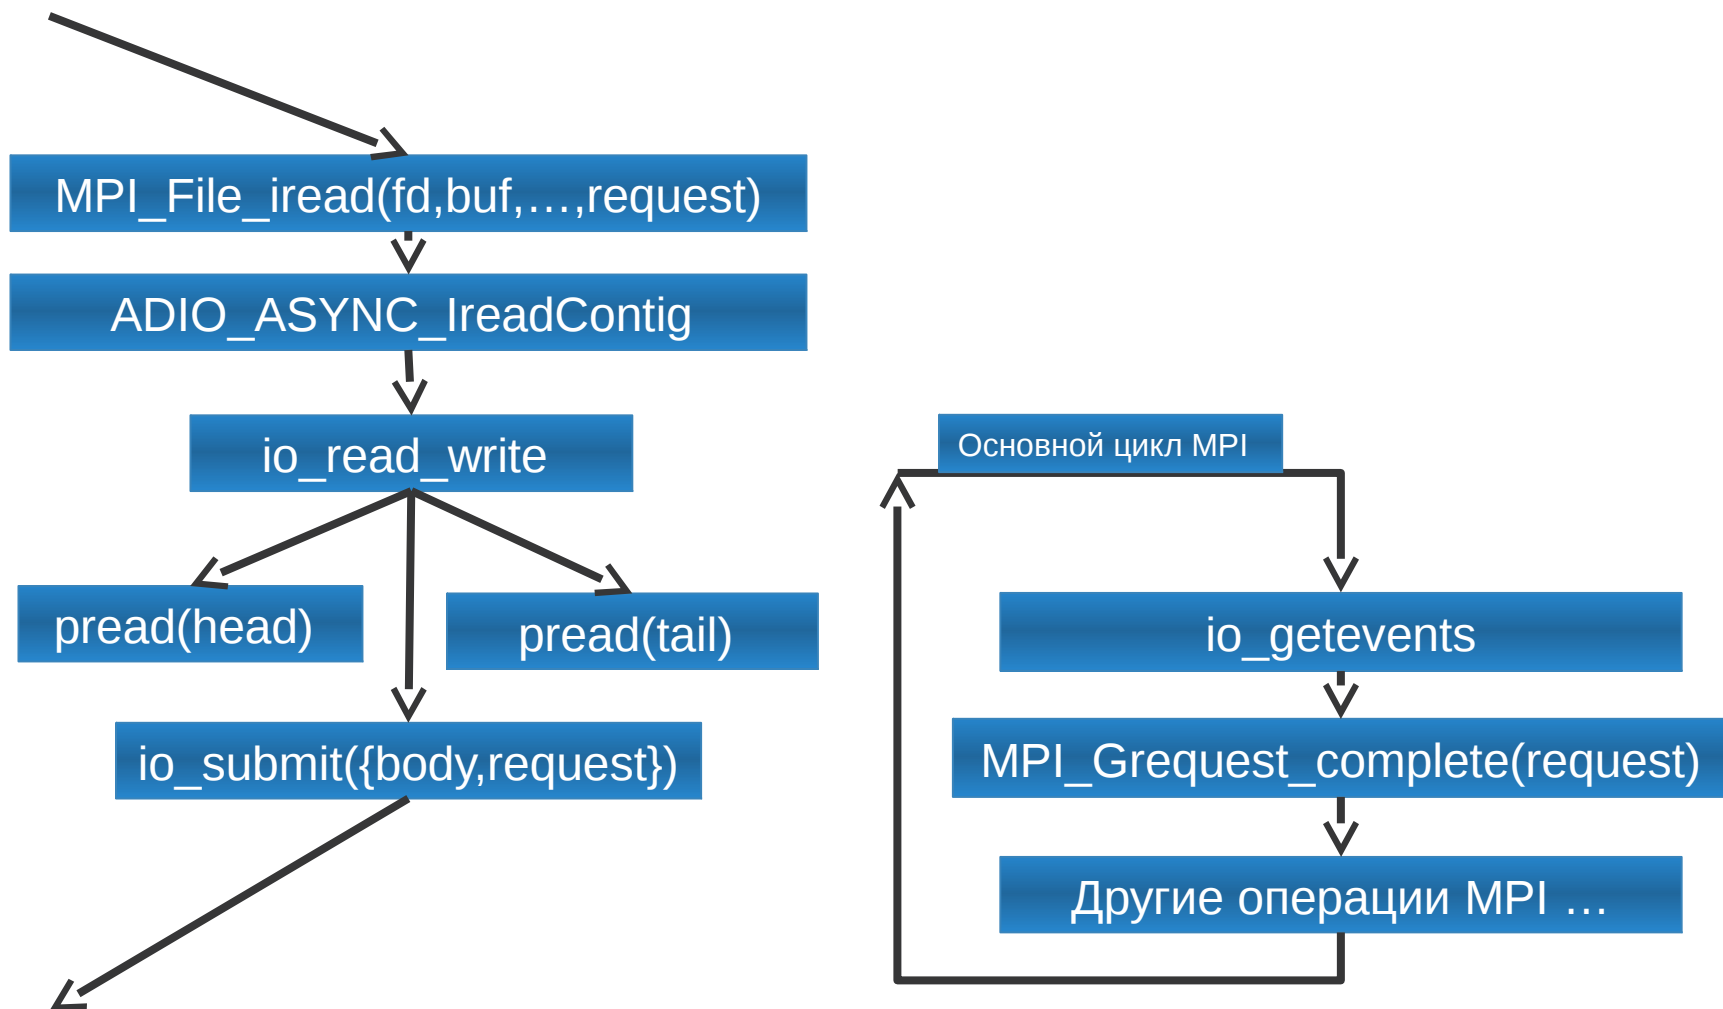 MPI_File_iread(fd,buf,…,request)
ADIO_ASYNC_IreadContig
io_read_write
pread(head)
pread(tail)
io_submit({body,request})
Основной цикл MPI
io_getevents
MPI_Grequest_complete(request)
Другие операции MPI …